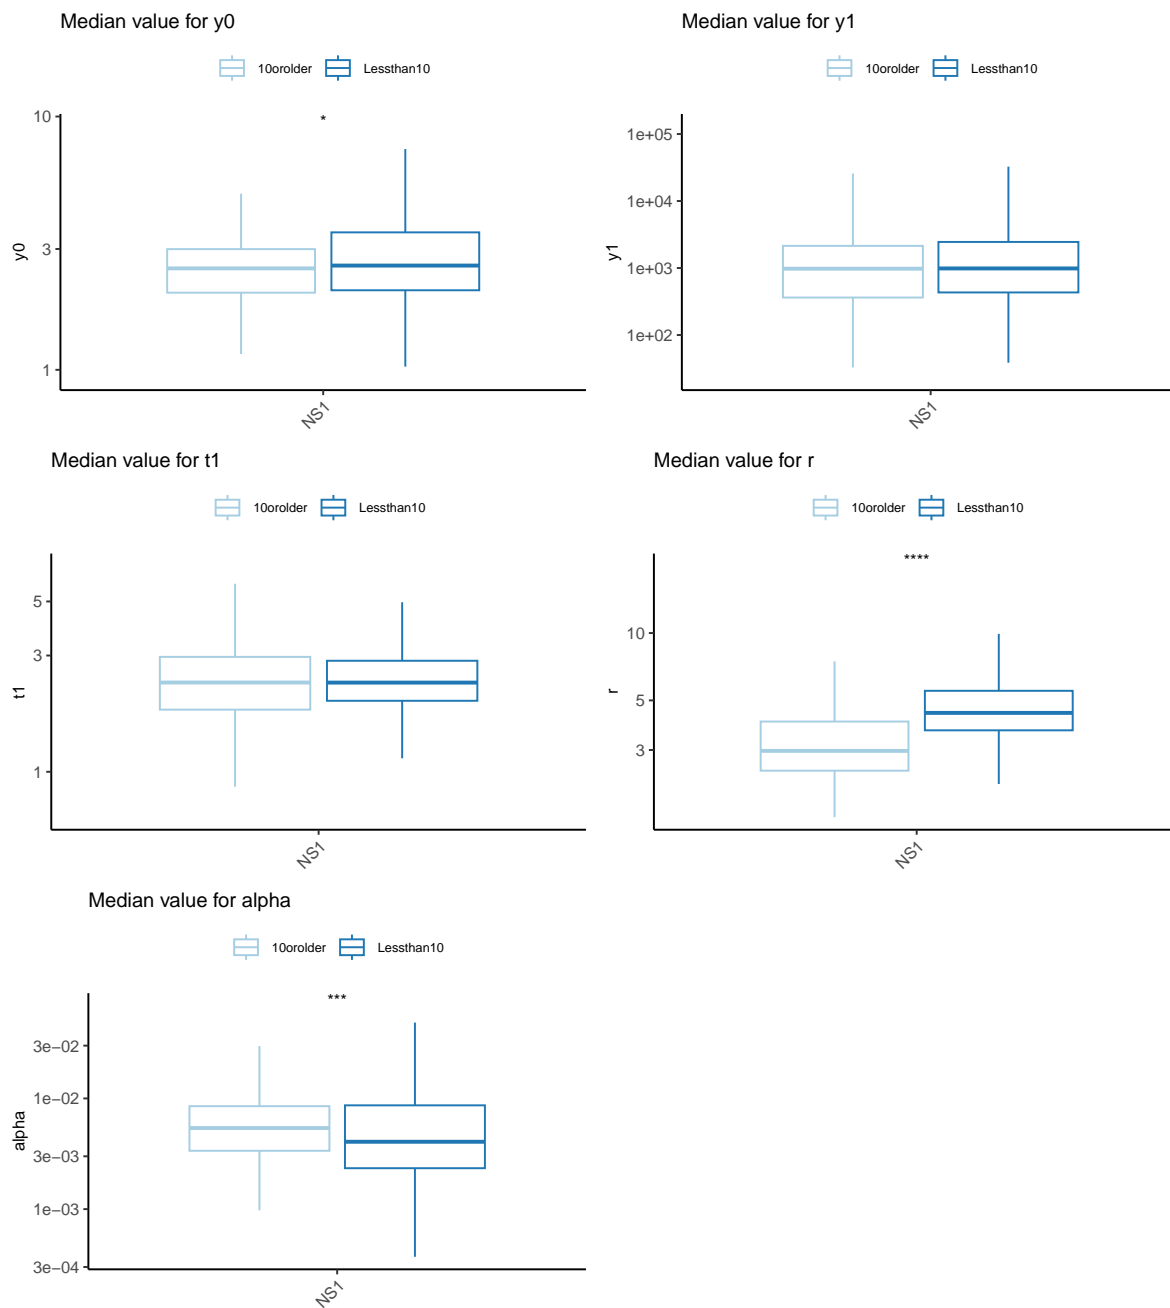 Median value for y0
10orolder Lessthan10
*
10
3
1
y0
NS1
Median value for y1
10orolder Lessthan10
1e+05
1e+04
1e+03
1e+02
y1
NS1
Median value for t1
10orolder Lessthan10
5
3
1
t1
NS1
Median value for r
10orolder Lessthan10
****
10
5
3
r
NS1
Median value for alpha
10orolder Lessthan10
***
3e−02
1e−02
3e−03
1e−03
3e−04
alpha
NS1